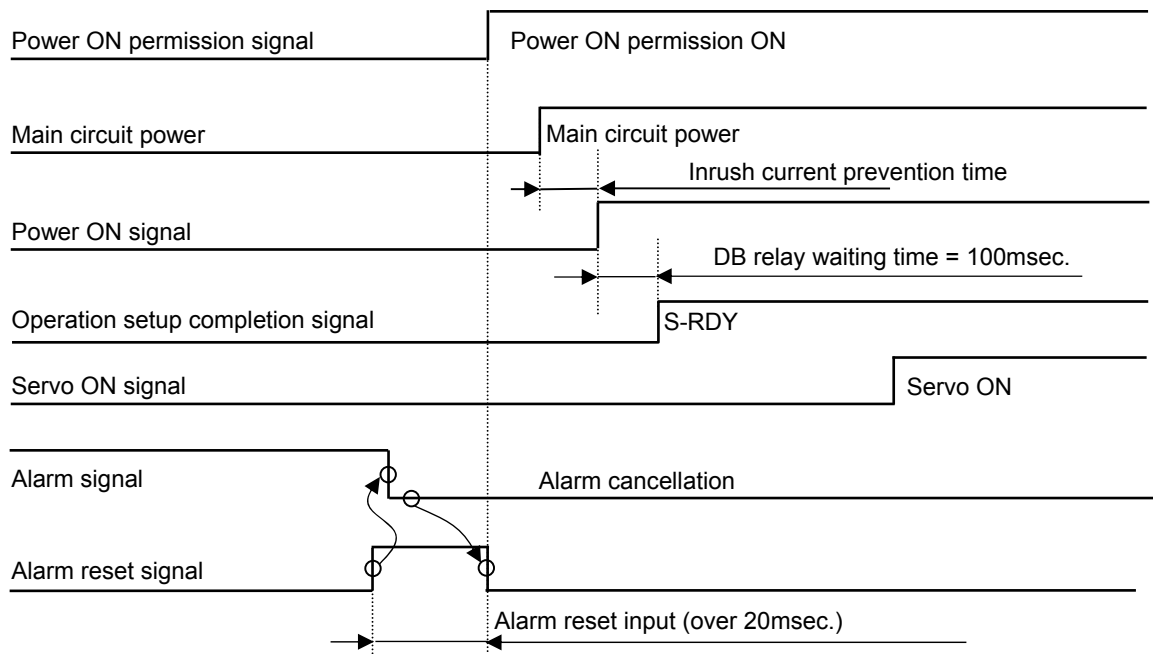 Power ON permission signal
Power ON permission ON
Main circuit power
Main circuit power
Inrush current prevention time
Power ON signal
DB relay waiting time = 100msec.
Operation setup completion signal
S-RDY
Servo ON signal
Servo ON
Alarm signal
Alarm cancellation
Alarm reset signal
Alarm reset input (over 20msec.)